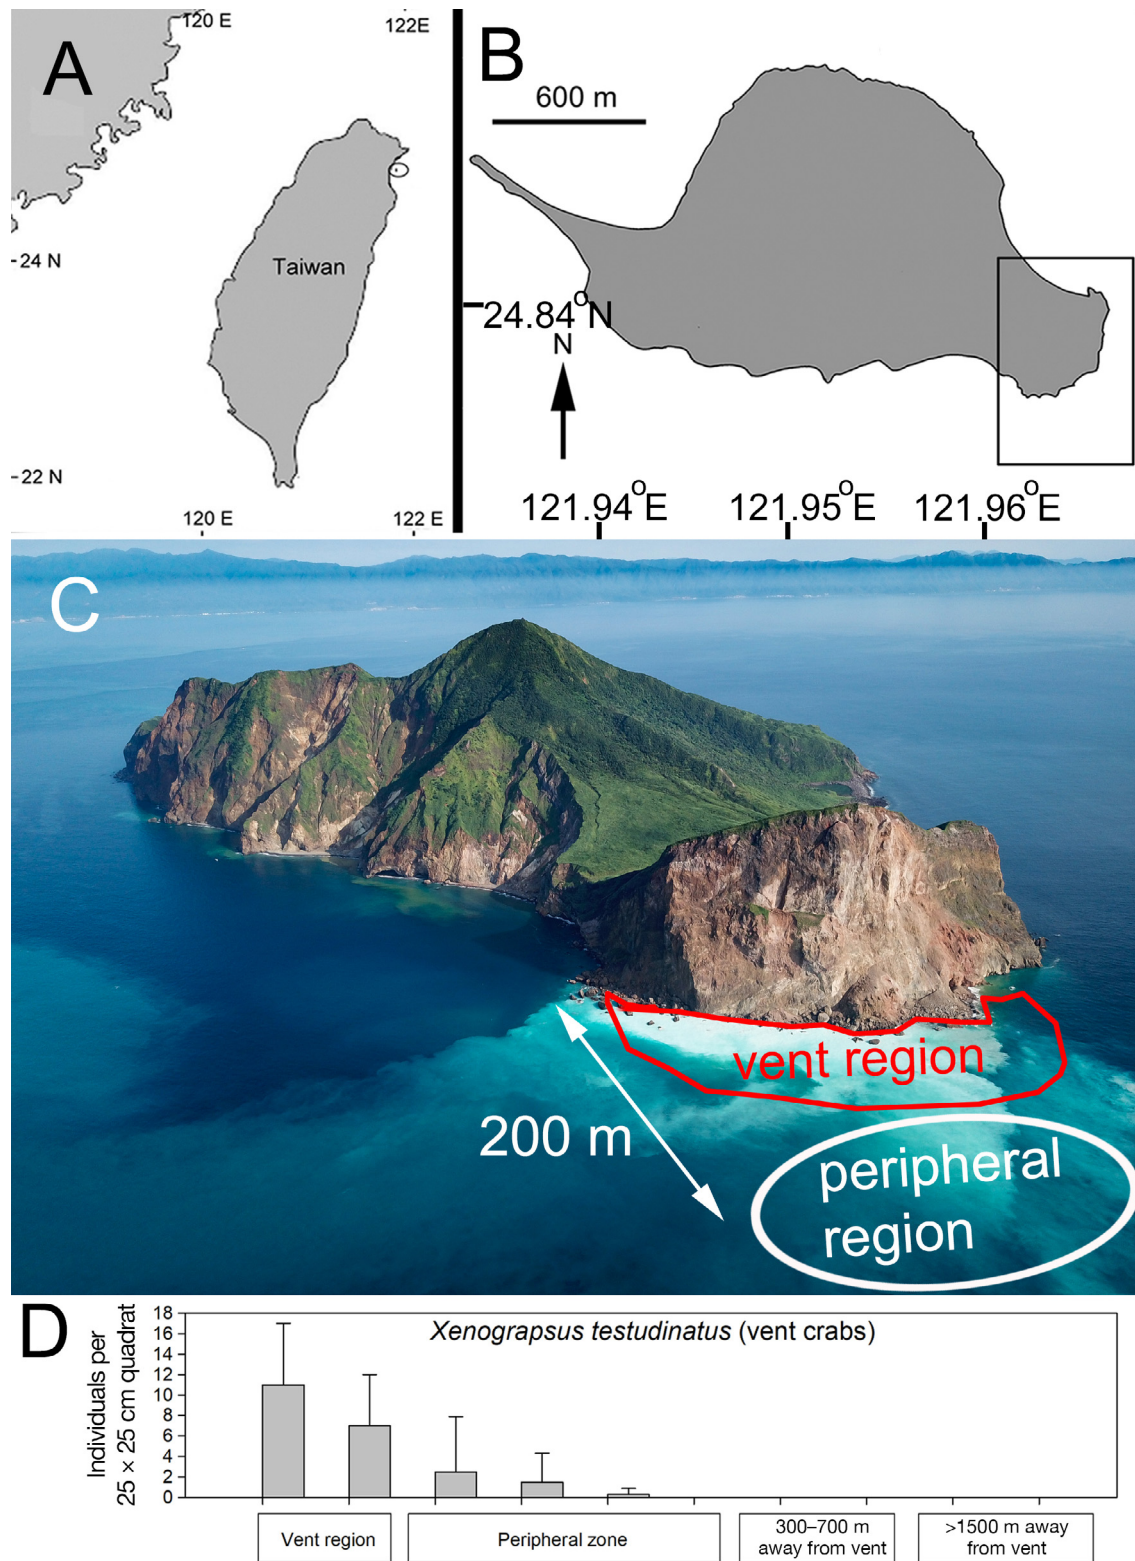 A
120 E
122E
24 N
Taiwan
22 N
120 E
122 E
B
600 m
24.84°N
N
121.94°E
121.95°E
121.96°E
C
vent region
200 m
peripheral
region
D
Xenograpsus testudinatus (vent crabs)
Individuals per
25 × 25 cm quadrat
18
16
14
12
10
8
6
4
2
0
Vent region
Peripheral zone
300–700 m
away from vent
>1500 m away
from vent